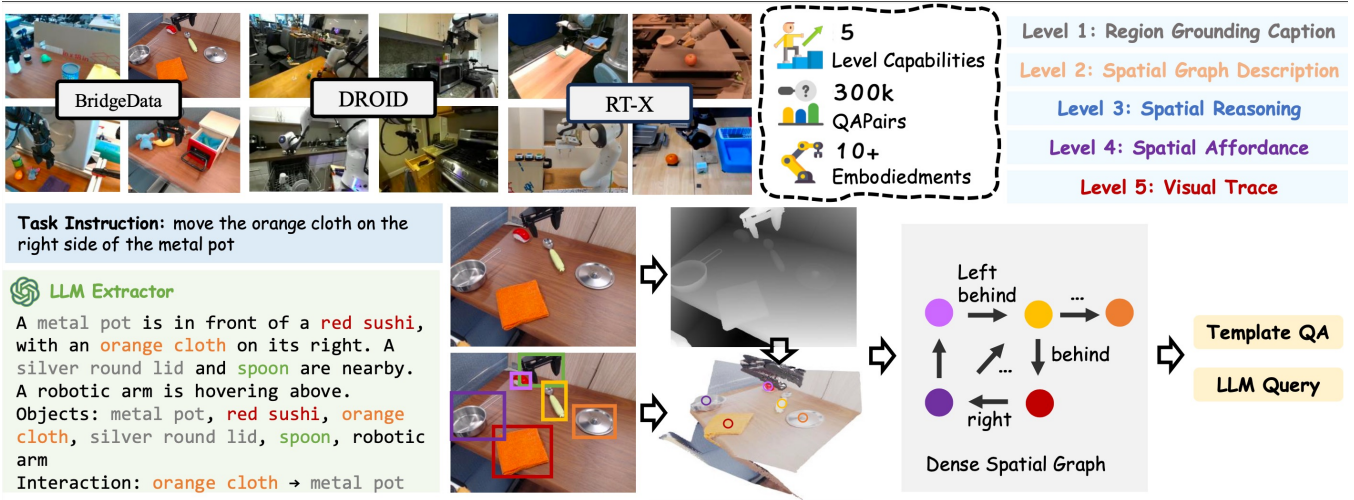 BridgeData
DROID
RT-X
5
Level Capabilities
300k
QAPairs
10+
Embodiedments
Level 1: Region Grounding Caption
Level 2: Spatial Graph Description
Level 3: Spatial Reasoning
Level 4: Spatial Affordance
Level 5: Visual Trace
Task Instruction: move the orange cloth on the
right side of the metal pot
LLM Extractor
A metal pot is in front of a red sushi,
with an orange cloth on its right. A
silver round lid and spoon are nearby.
A robotic arm is hovering above.
Objects: metal pot, red sushi, orange
cloth, silver round lid, spoon, robotic
arm
Interaction: orange cloth → metal pot
Left
behind
...
behind
...
right
Dense Spatial Graph
Template QA
LLM Query